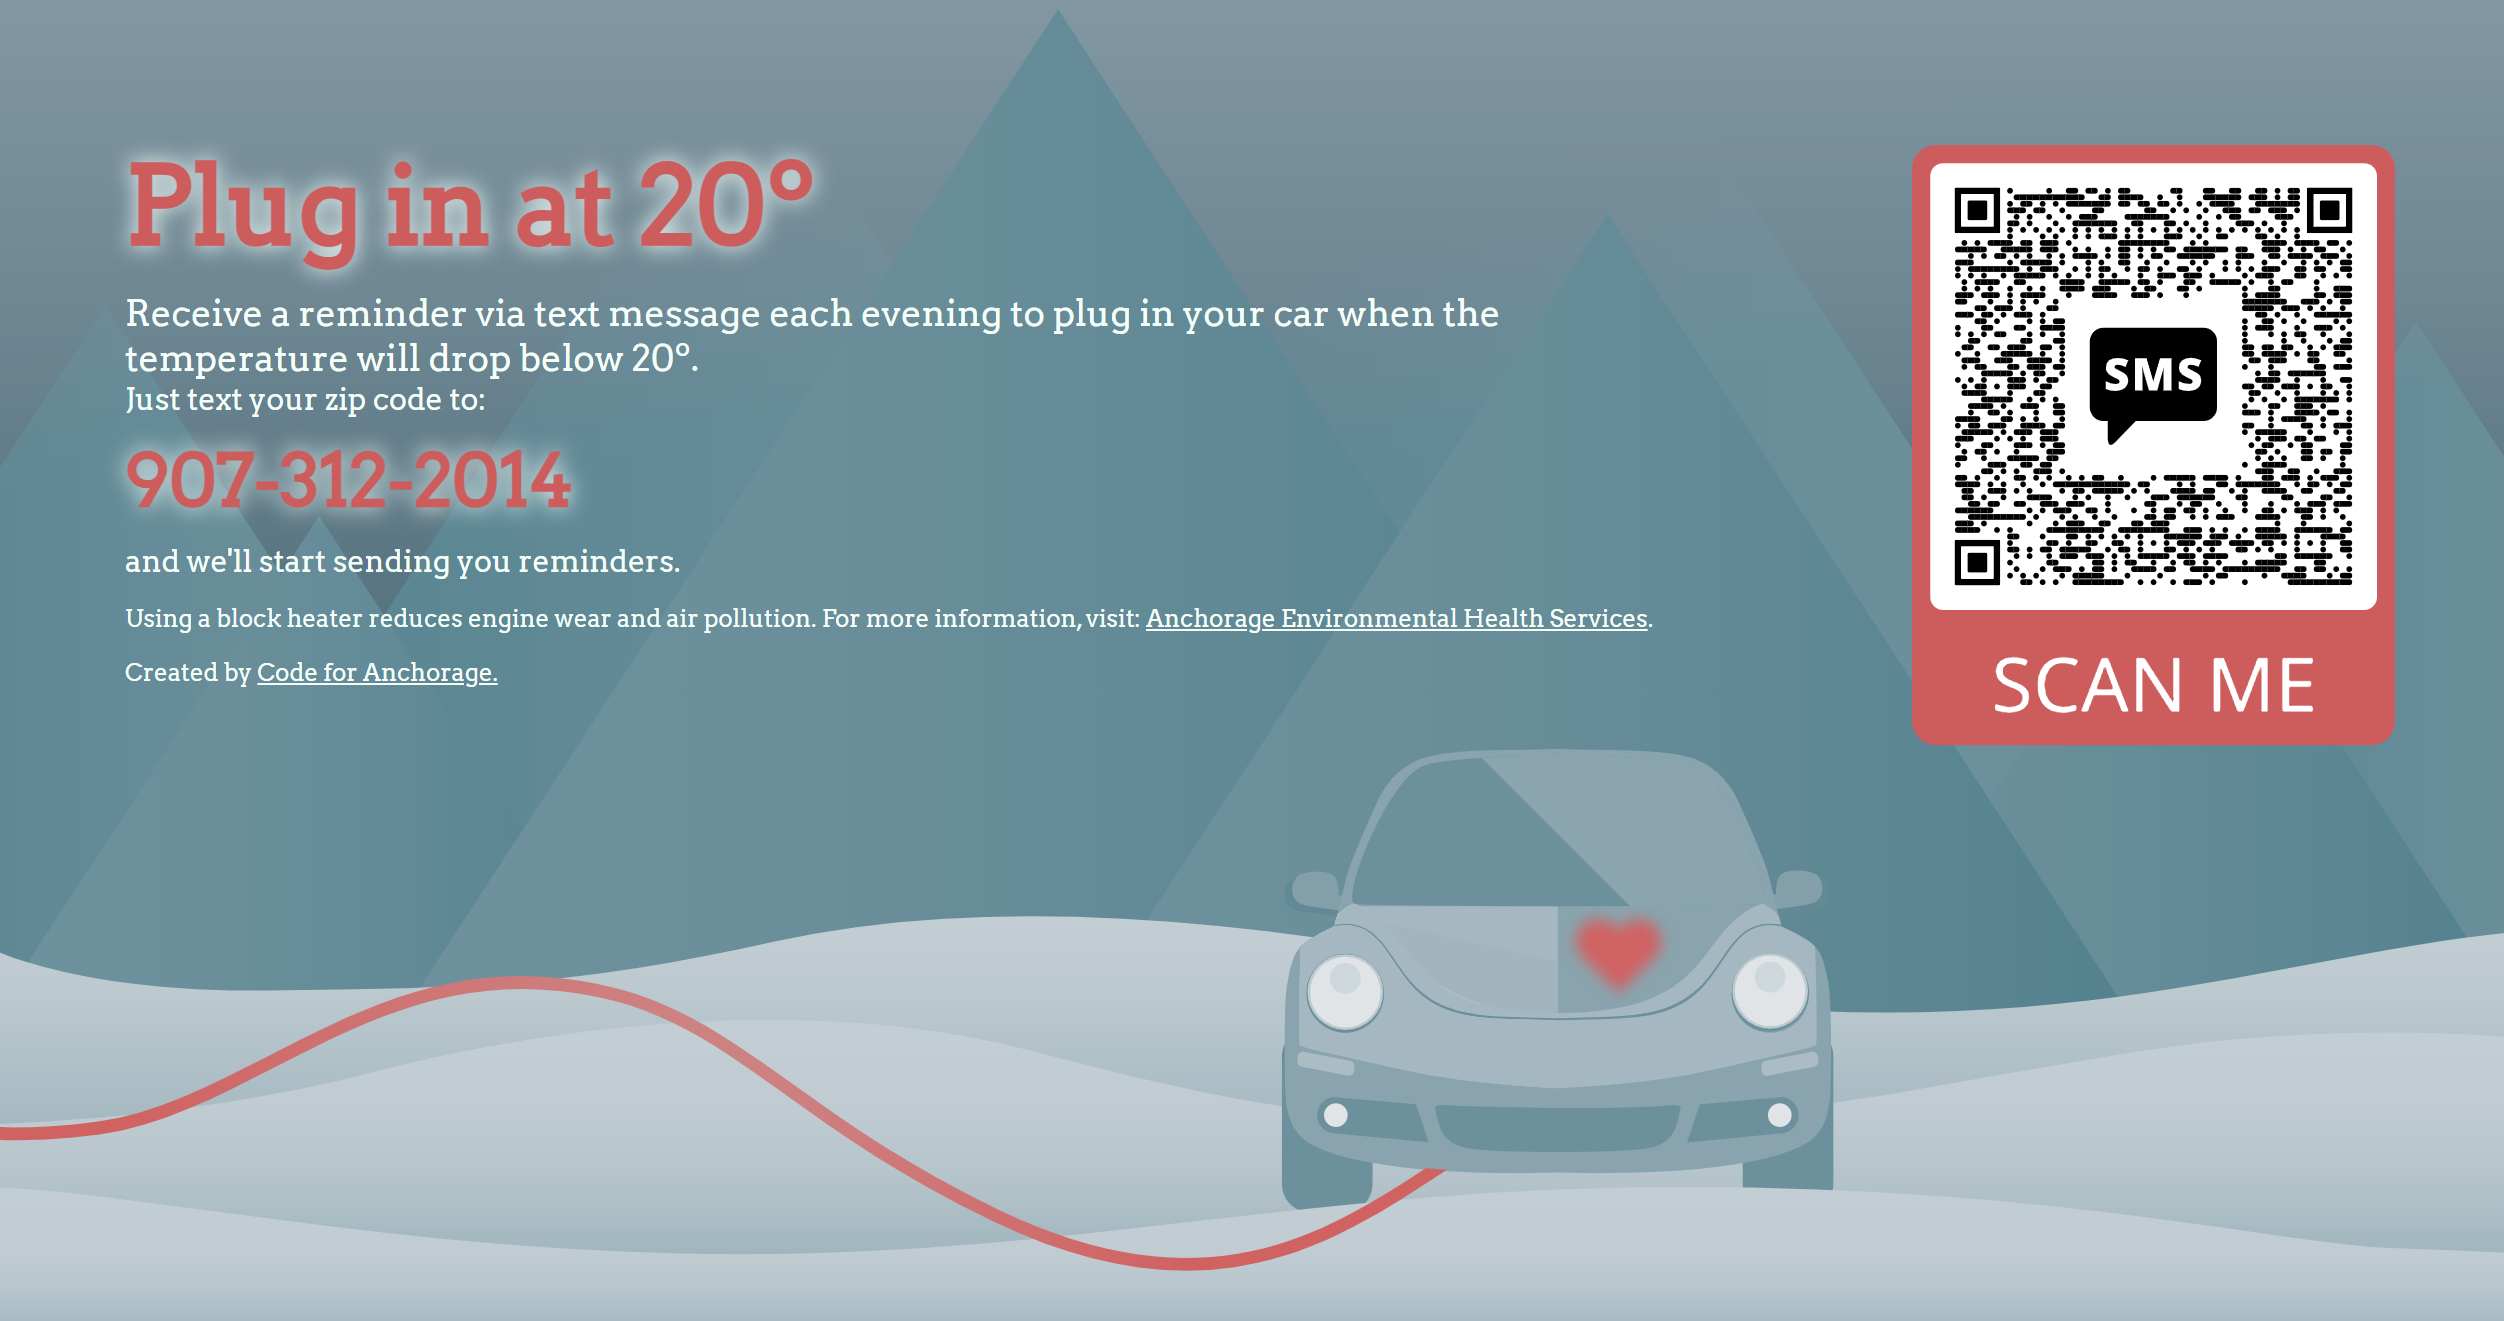 Plug in at 20°
Receive a reminder via text message each evening to plug in your car when the
temperature will drop below 20°.
Just text your zip code to:
907-312-2014
and we'll start sending you reminders.
Using a block heater reduces engine wear and air pollution. For more information, visit: Anchorage Environmental Health Services.
Created by Code for Anchorage.
SMS
SCAN ME